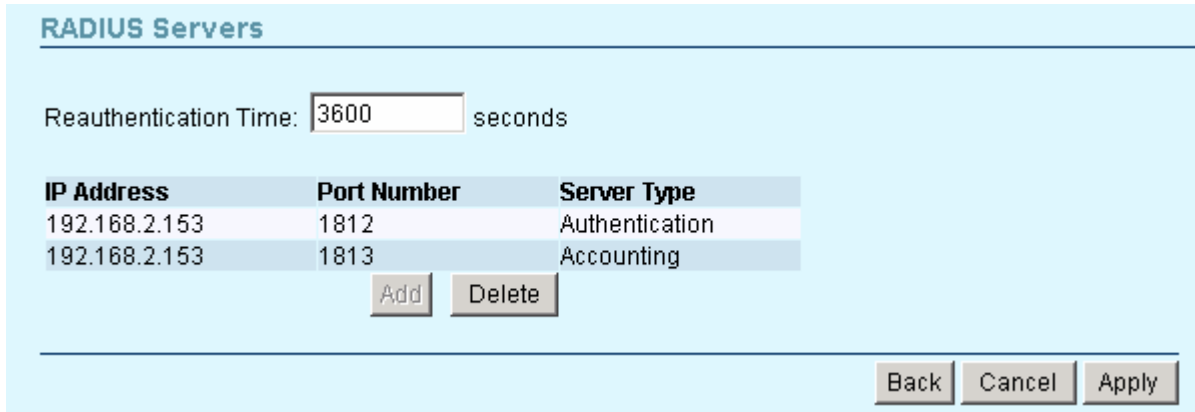 RADIUS Servers
Reauthentication Time: 3600 seconds
IP Address Port Number Server Type
192.168.2.153 1812 Authentication
192.168.2.153 1813 Accounting
Add Delete
Back Cancel Apply